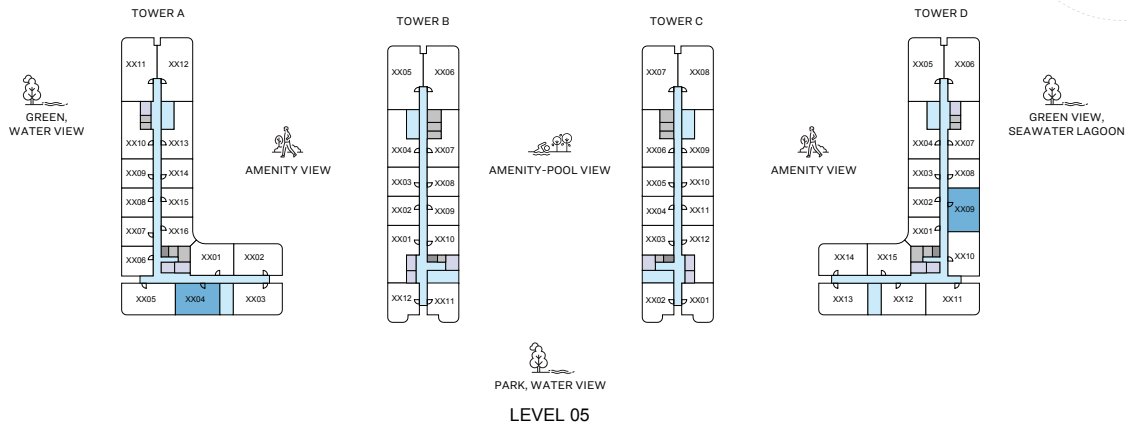 TOWER A
TOWER B
TOWER C
TOWER D
XX11
XX12
XX10
XX13
XX09
XX14
XX08
XX15
XX07
XX16
XX06
XX01
XX02
XX05
XX04
XX03
XX05
XX06
XX04
XX07
XX03
XX08
XX02
XX09
XX01
XX10
XX12
XX11
XX07
XX08
XX06
XX09
XX05
XX10
XX04
XX11
XX03
XX12
XX02
XX01
XX05
XX06
XX04
XX07
XX03
XX08
XX02
XX09
XX01
XX10
XX14
XX15
XX13
XX12
XX11
GREEN,
WATER VIEW
AMENITY VIEW
AMENITY-POOL VIEW
AMENITY VIEW
GREEN VIEW,
SEAWATER LAGOON
PARK, WATER VIEW
LEVEL 05